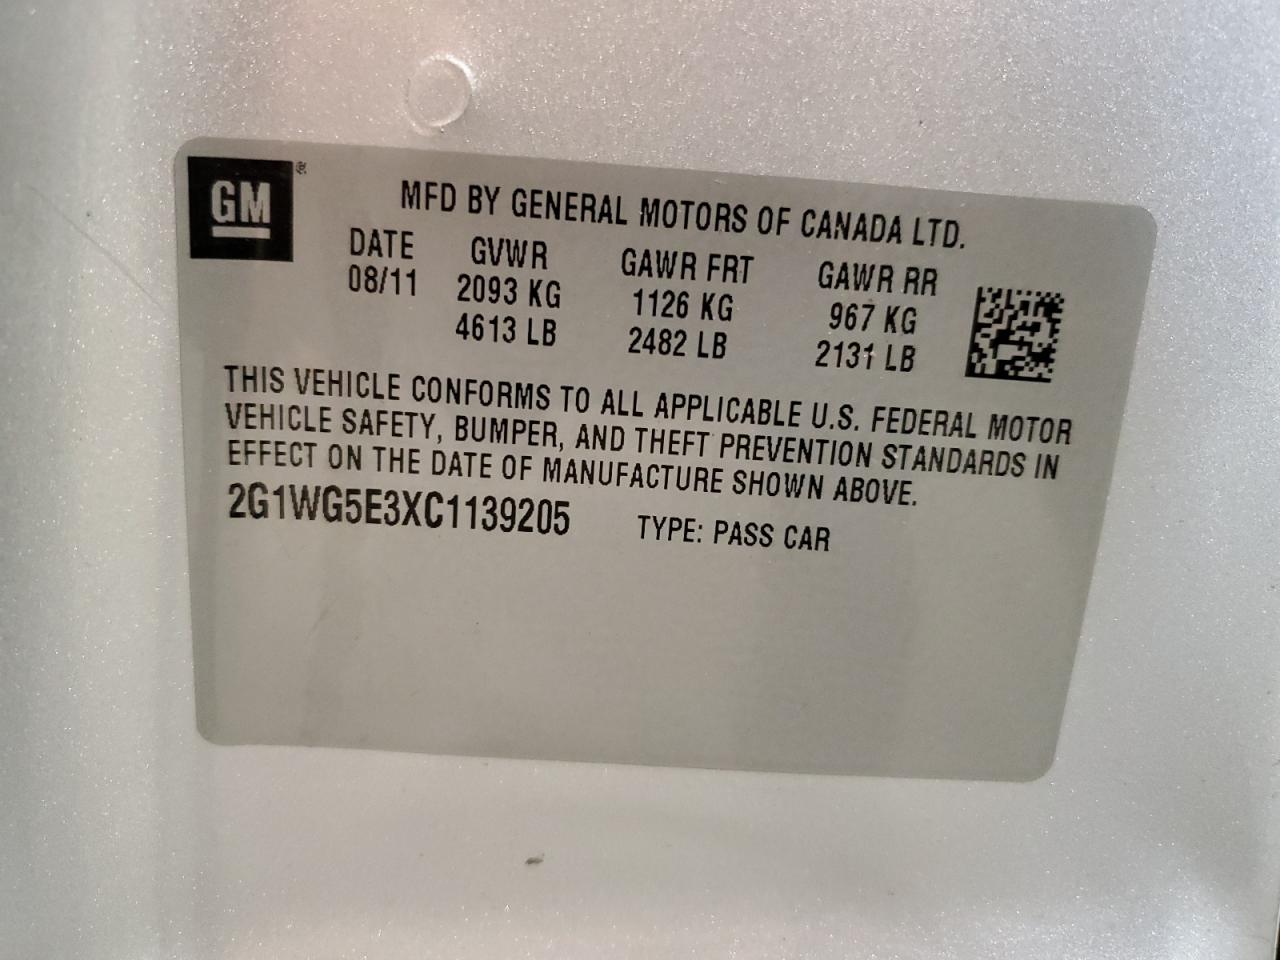 GM
MFD BY GENERAL MOTORS OF CANADA LTD.
DATE GVWR GAWR FRT GAWR RR
08/11 2093 KG 1126 KG 967 KG
4613 LB 2482 LB 2131 LB
THIS VEHICLE CONFORMS TO ALL APPLICABLE U.S. FEDERAL MOTOR
VEHICLE SAFETY, BUMPER, AND THEFT PREVENTION STANDARDS IN
EFFECT ON THE DATE OF MANUFACTURE SHOWN ABOVE.
2G1WG5E3XC1139205 TYPE: PASS CAR